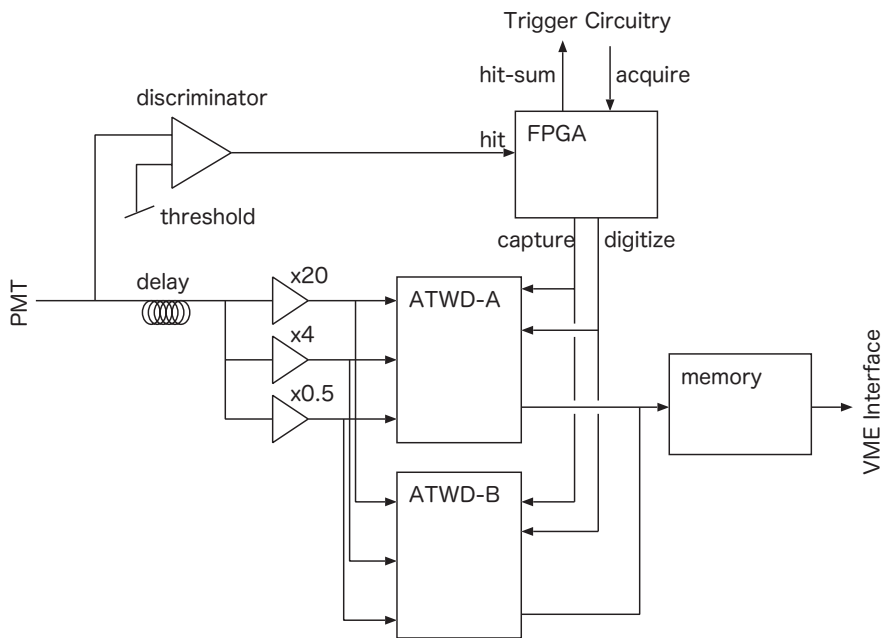 Trigger Circuitry
hit-sum
acquire
discriminator
hit
FPGA
threshold
capture
digitize
PMT
delay
x20
ATWD-A
x4
x0.5
memory
VME Interface
ATWD-B